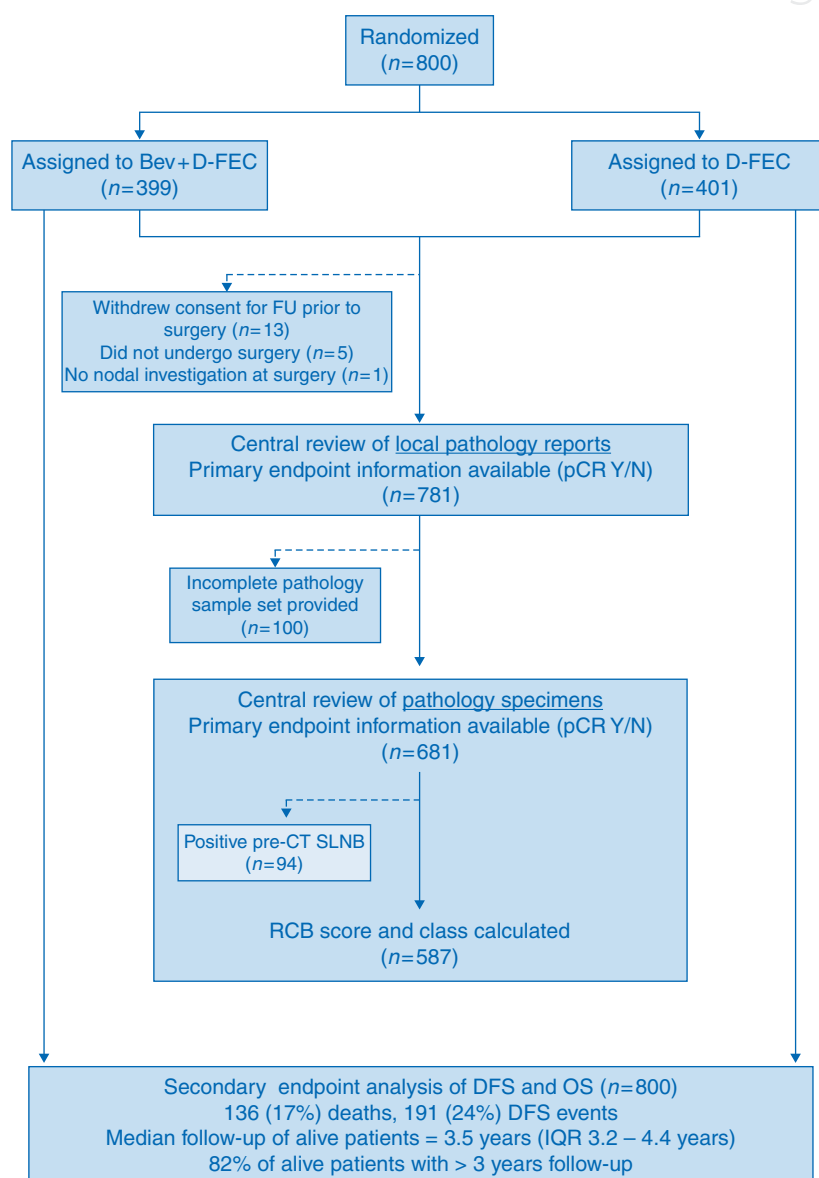 Randomized
(n=800)
Assigned to Bev+D-FEC
(n=399)
Assigned to D-FEC
(n=401)
Withdrew consent for FU prior to
surgery (n=13)
Did not undergo surgery (n=5)
No nodal investigation at surgery (n=1)
Central review of local pathology reports
Primary endpoint information available (pCR Y/N)
(n=781)
Incomplete pathology
sample set provided
(n=100)
Central review of pathology specimens
Primary endpoint information available (pCR Y/N)
(n=681)
Positive pre-CT SLNB
(n=94)
RCB score and class calculated
(n=587)
Secondary endpoint analysis of DFS and OS (n=800)
136 (17%) deaths, 191 (24%) DFS events
Median follow-up of alive patients = 3.5 years (IQR 3.2 – 4.4 years)
82% of alive patients with > 3 years follow-up